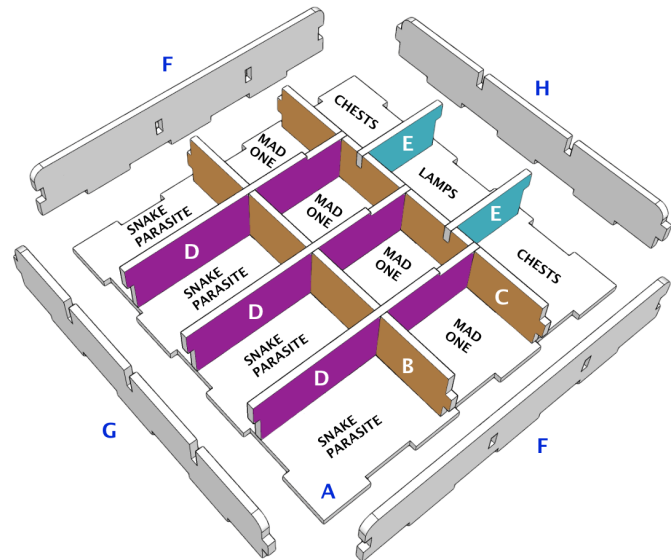 F
H
CHESTS
E
MAD
ONE
LAMPS
SNAKE
PARASITE
MAD
ONE
E
D
SNAKE
PARASITE
MAD
ONE
CHESTS
D
C
SNAKE
PARASITE
MAD
ONE
B
D
G
SNAKE
PARASITE
F
A